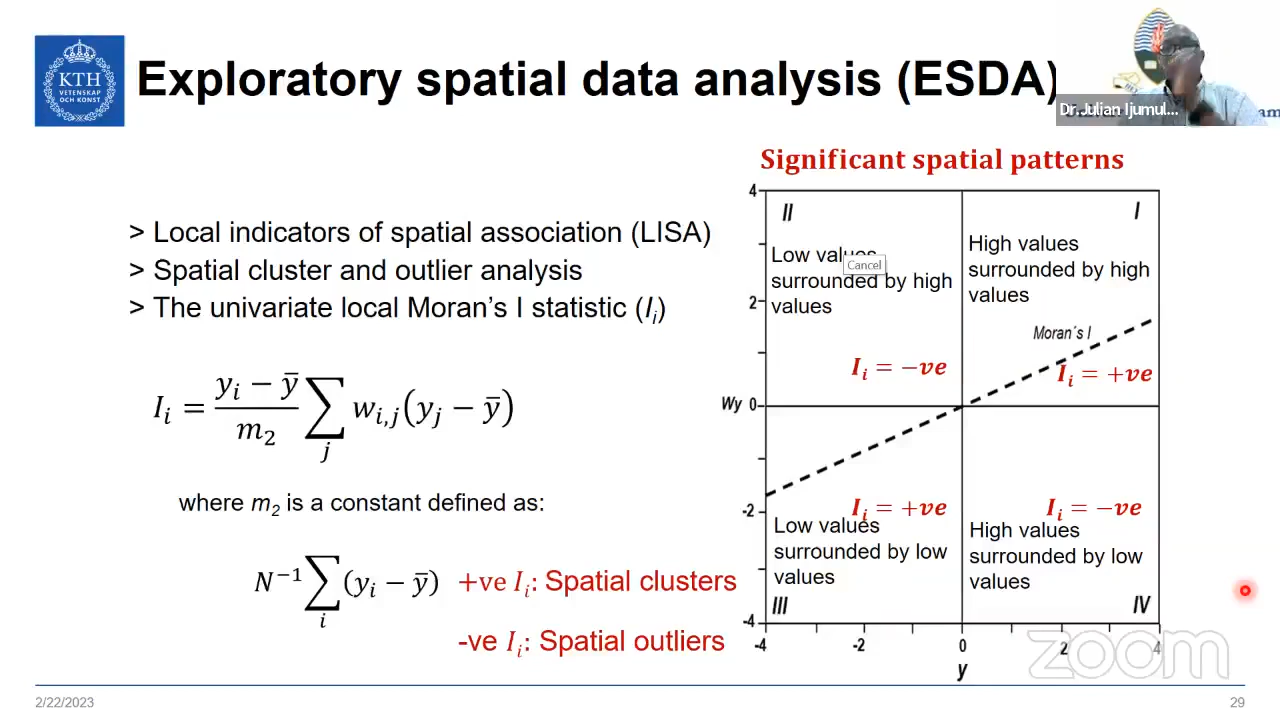 KTH
VETENSKAP
OCH KONST
Exploratory spatial data analysis (ESDA)
Dr.Julian Ijumul...
> Local indicators of spatial association (LISA)
> Spatial cluster and outlier analysis
> The univariate local Moran’s I statistic (Iᵢ)
Iᵢ = (yᵢ − ȳ)/m₂ ∑ⱼ wᵢ,ⱼ(yⱼ − ȳ)
where m₂ is a constant defined as:
N⁻¹ ∑ᵢ (yᵢ − ȳ)
+ve Iᵢ: Spatial clusters
-ve Iᵢ: Spatial outliers
Significant spatial patterns
II
Low values
surrounded by high
values
Cancel
Iᵢ = −ve
I
High values
surrounded by high
values
Moran´s I
Iᵢ = +ve
Iᵢ = +ve
Low values
surrounded by low
values
III
Iᵢ = −ve
High values
surrounded by low
values
IV
4
2
Wy 0
-2
-4
-4 -2 0 2 4
y
zoom
2/22/2023
29